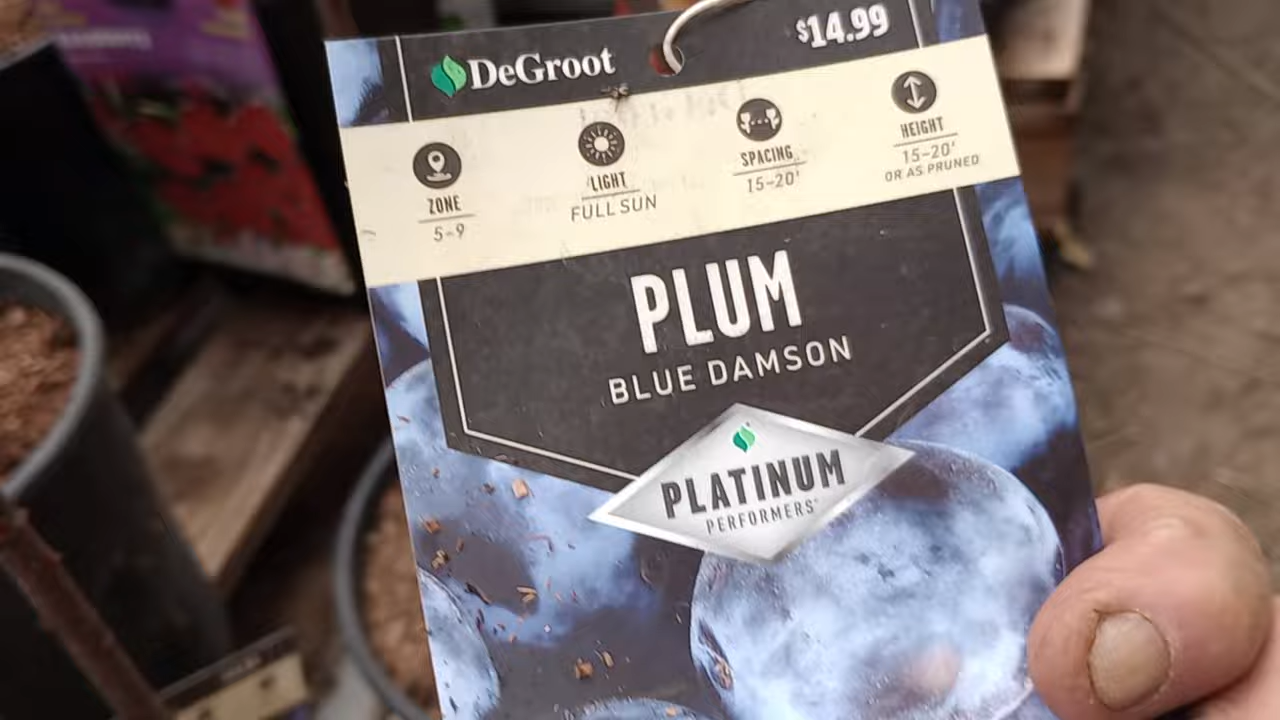 DeGroot
$14.99
ZONE
5-9
LIGHT
FULL SUN
SPACING
15-20'
HEIGHT
15-20'
OR AS PRUNED
PLUM
BLUE DAMSON
PLATINUM
PERFORMERS